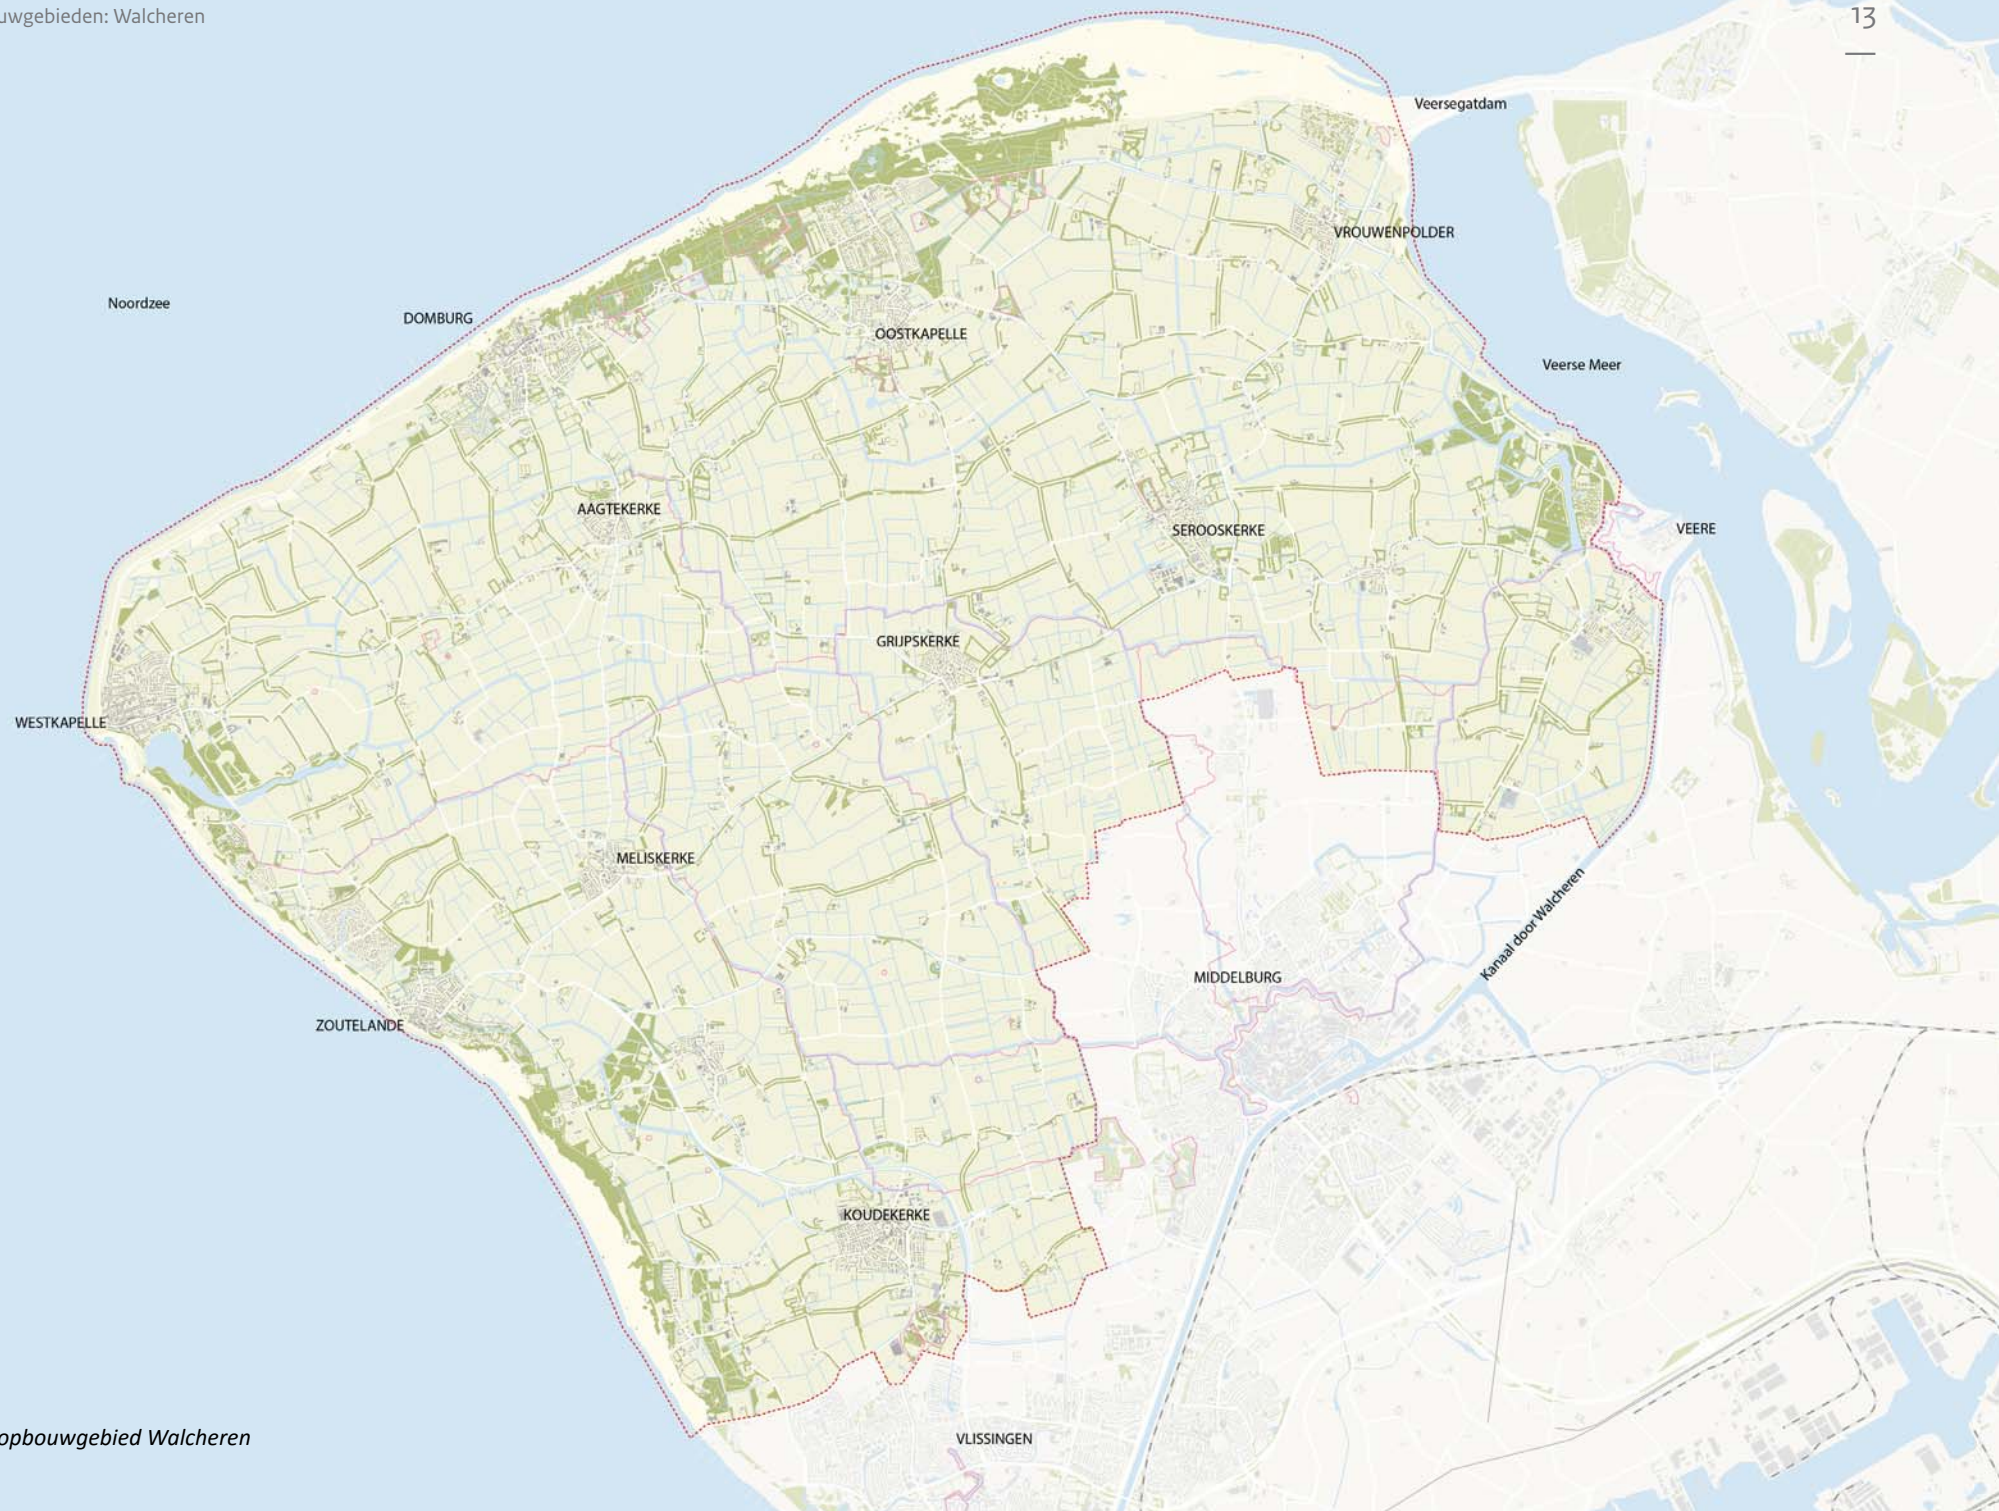 uwgebieden: Walcheren
13
Veersegatdam
VROUWENPOLDER
Noordzee
DOMBURG
OOSTKAPELLE
Veerse Meer
AAGTEKERKE
SEROOSKERKE
VEERE
GRIJPSKERKE
WESTKAPELLE
MELISKERKE
Kanaal door Walcheren
MIDDELBURG
ZOUTELANDE
KOUDEKERKE
VLISSINGEN
opbouwgebied Walcheren